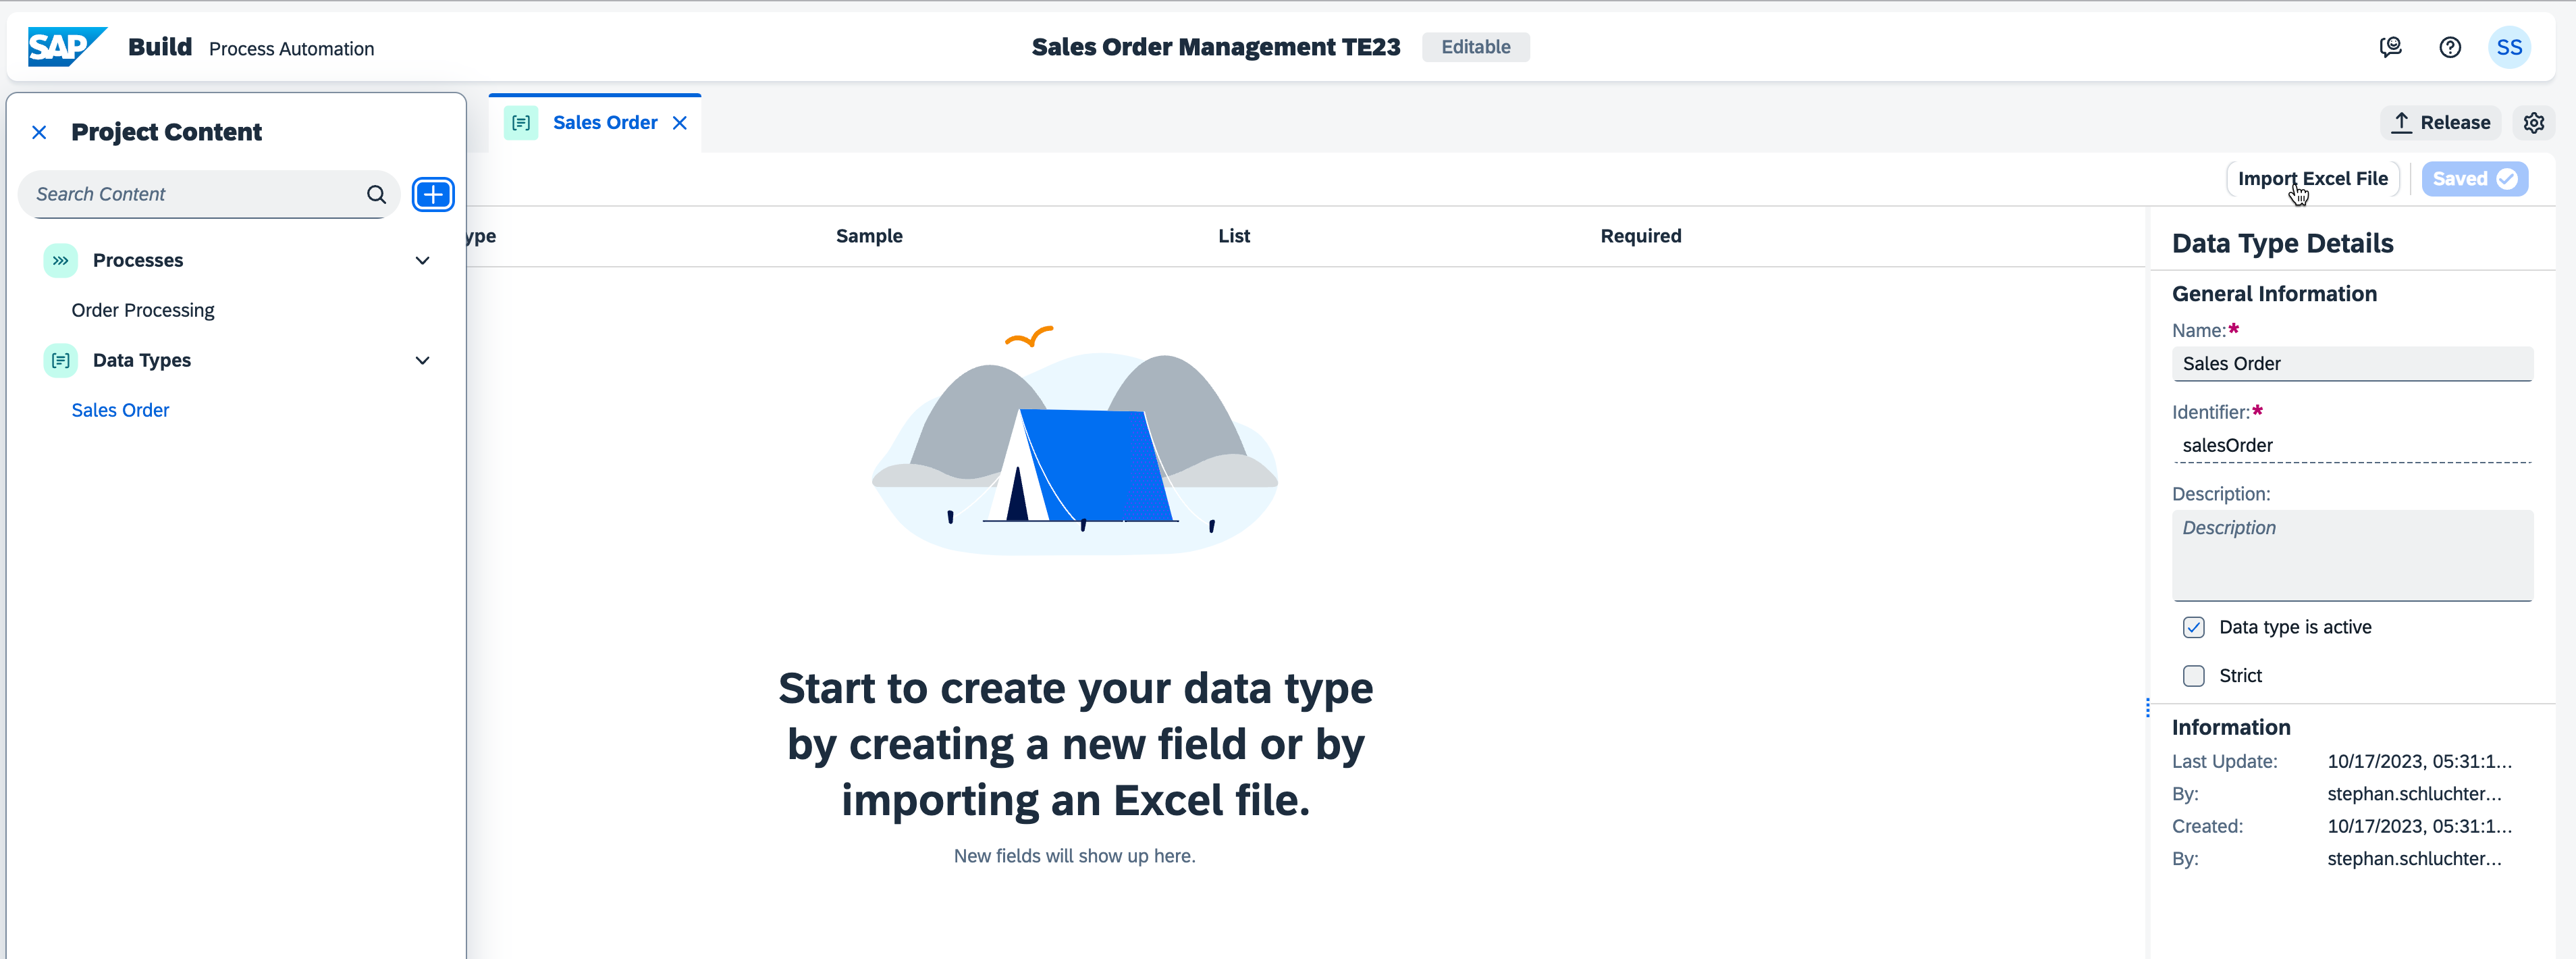 SAP Build Process Automation
Sales Order Management TE23 Editable
SS
Project Content
Search Content
Processes
Order Processing
Data Types
Sales Order
Sales Order
Release
Import Excel File Saved
ype Sample List Required
Start to create your data type
by creating a new field or by
importing an Excel file.
New fields will show up here.
Data Type Details
General Information
Name:*
Sales Order
Identifier:*
salesOrder
Description:
Description
Data type is active
Strict
Information
Last Update: 10/17/2023, 05:31:1...
By: stephan.schluchter...
Created: 10/17/2023, 05:31:1...
By: stephan.schluchter...